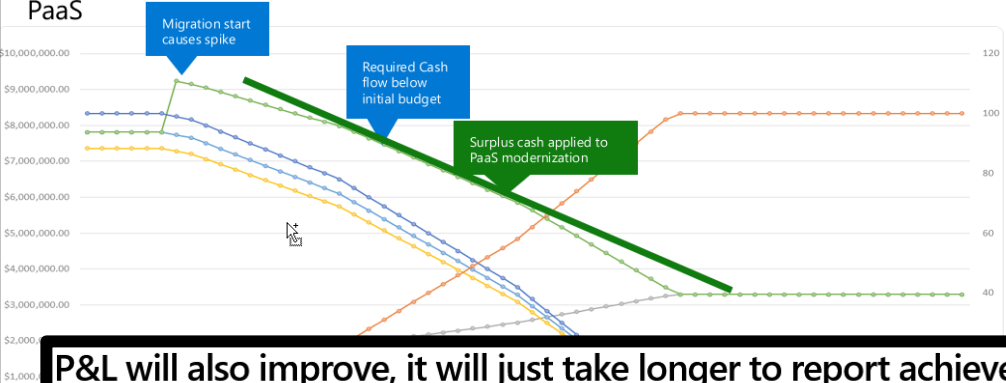 PaaS
Migration start
causes spike
Required Cash
flow below
initial budget
Surplus cash applied to
PaaS modernization
$10,000,000.00
$9,000,000.00
$8,000,000.00
$7,000,000.00
$6,000,000.00
$5,000,000.00
$4,000,000.00
$3,000,000.00
$2,000,
$1,000,
120
100
80
60
40
P&L will also improve, it will just take longer to report achiev